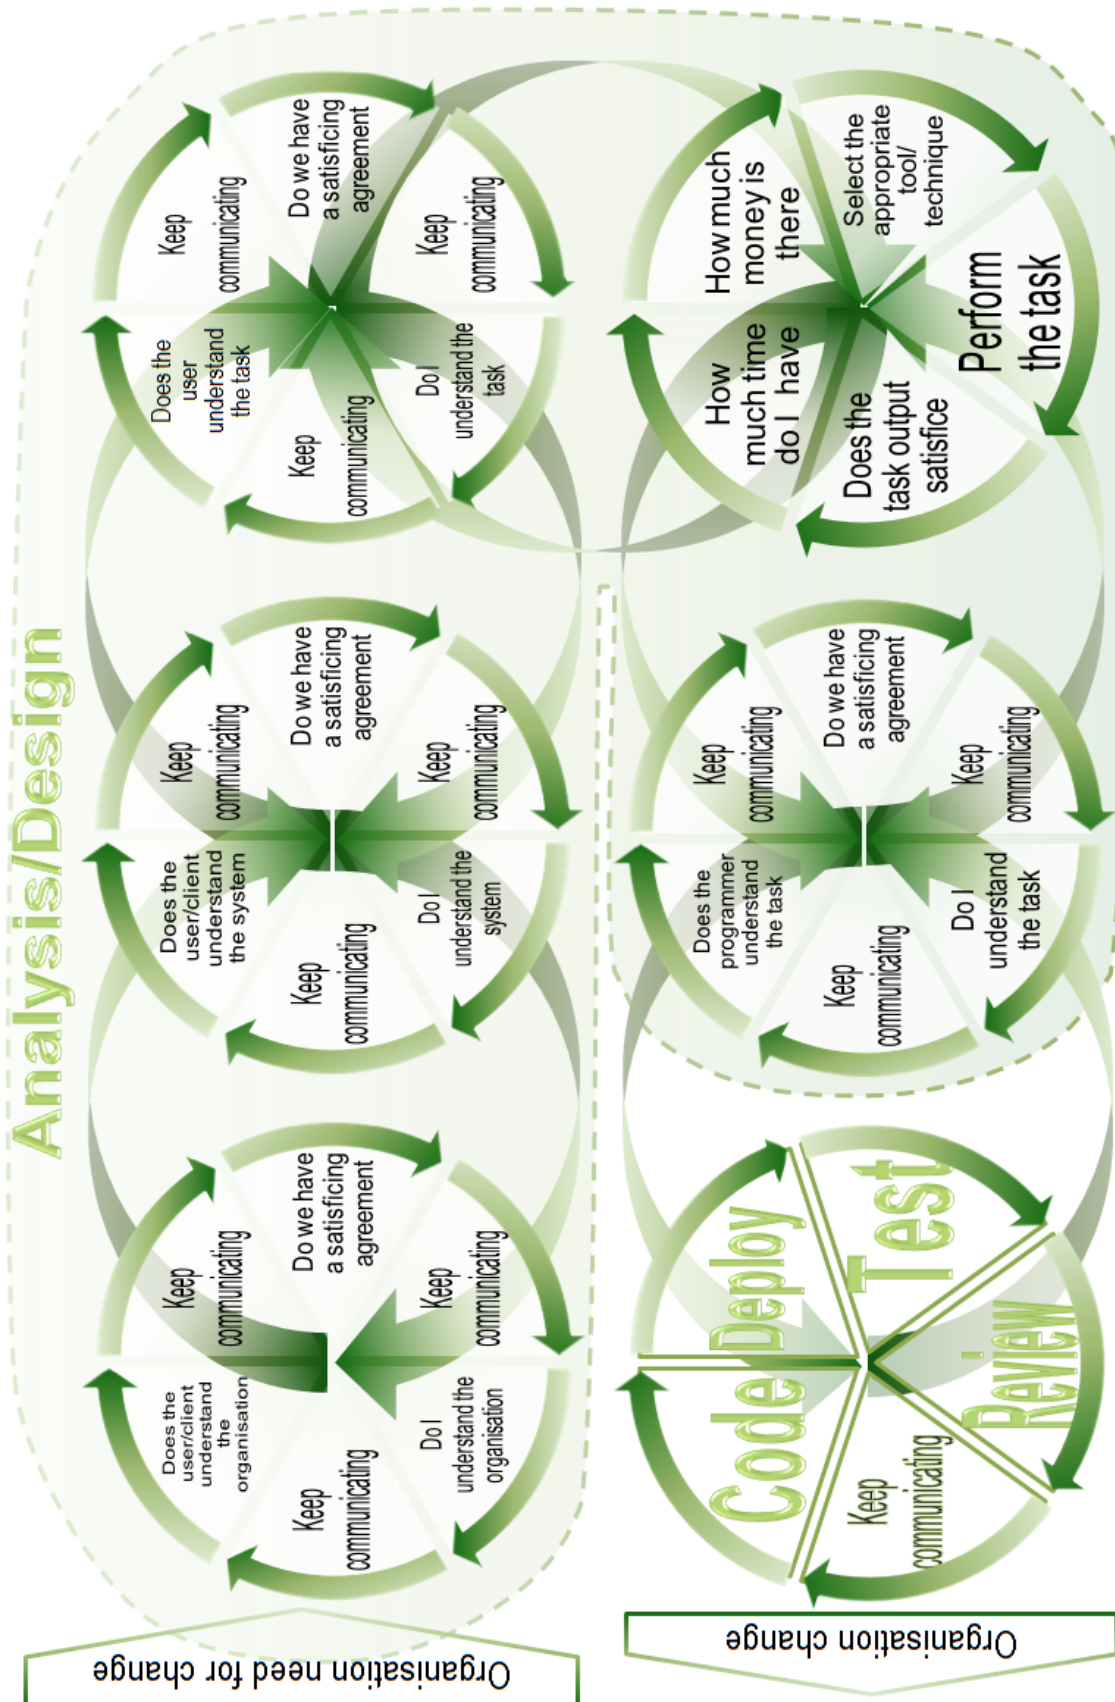 Analysis/Design
Organisation need for change
Does the
user/client
understand
the
organisation
Keep
communicating
Do we have
a satisficing
agreement
Keep
communicating
Do I
understand the
organisation
Keep
communicating
Does the
user/client
understand
the system
Keep
communicating
Do we have
a satisficing
agreement
Keep
communicating
Do I
understand the
system
Keep
communicating
Does the
user
understand
the task
Keep
communicating
Do we have
a satisficing
agreement
Keep
communicating
Do I
understand the
task
Keep
communicating
How much
money is
there
Select the
appropriate
tool/
technique
Perform
the task
Does the
task output
satisfice
How
much time
do I have
Does the
programmer
understand
the task
Keep
communicating
Do we have
a satisficing
agreement
Keep
communicating
Do I
understand
the task
Keep
communicating
Code
Deploy
Test
Review
Keep
communicating
Organisation change